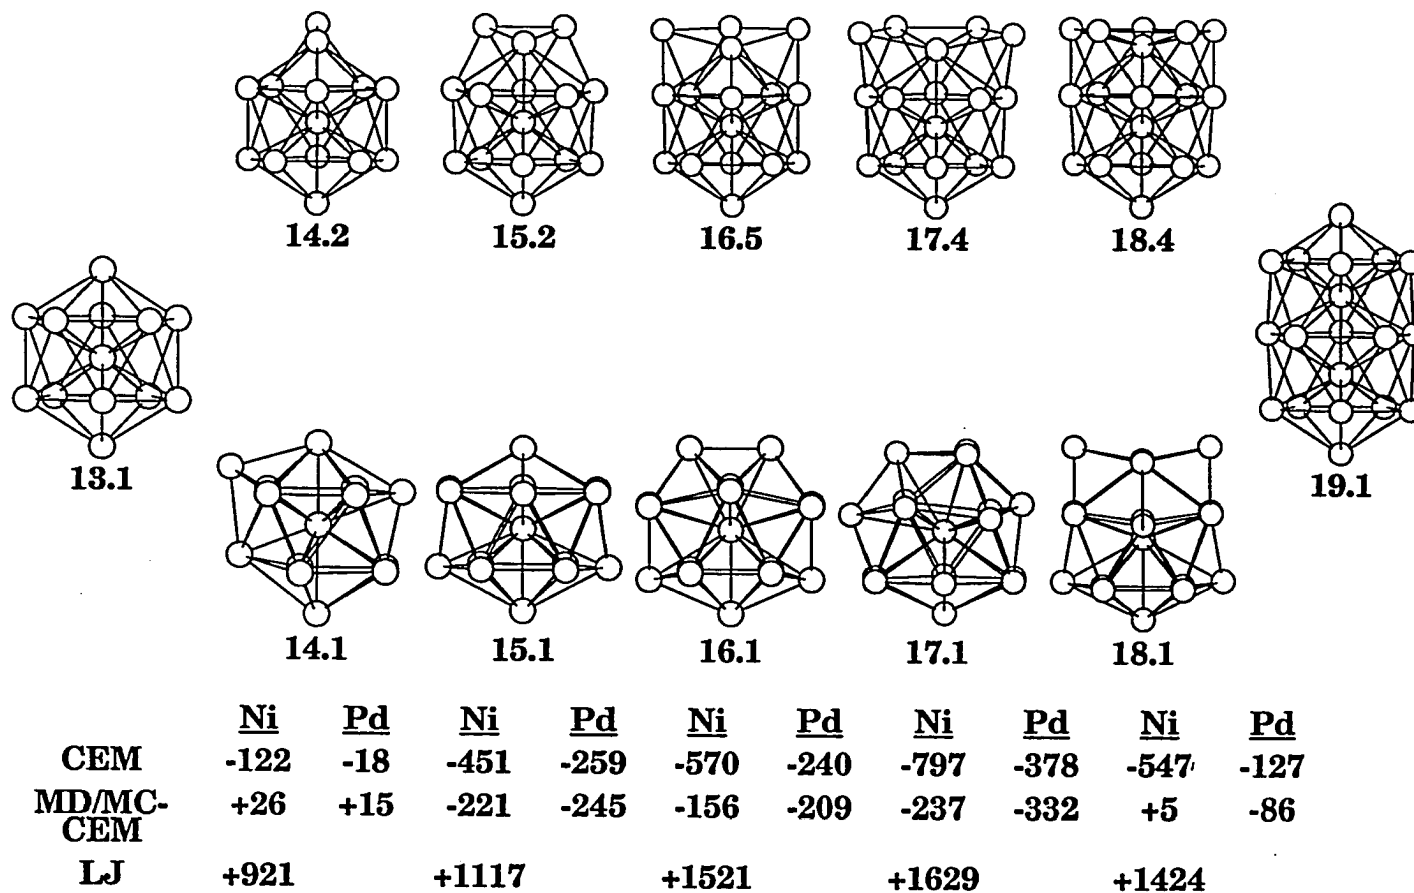 14.2 15.2 16.5 17.4 18.4
13.1 19.1
14.1 15.1 16.1 17.1 18.1
Ni Pd Ni Pd Ni Pd Ni Pd Ni Pd
CEM -122 -18 -451 -259 -570 -240 -797 -378 -547 -127
MD/MC- +26 +15 -221 -245 -156 -209 -237 -332 +5 -86
CEM
LJ +921 +1117 +1521 +1629 +1424